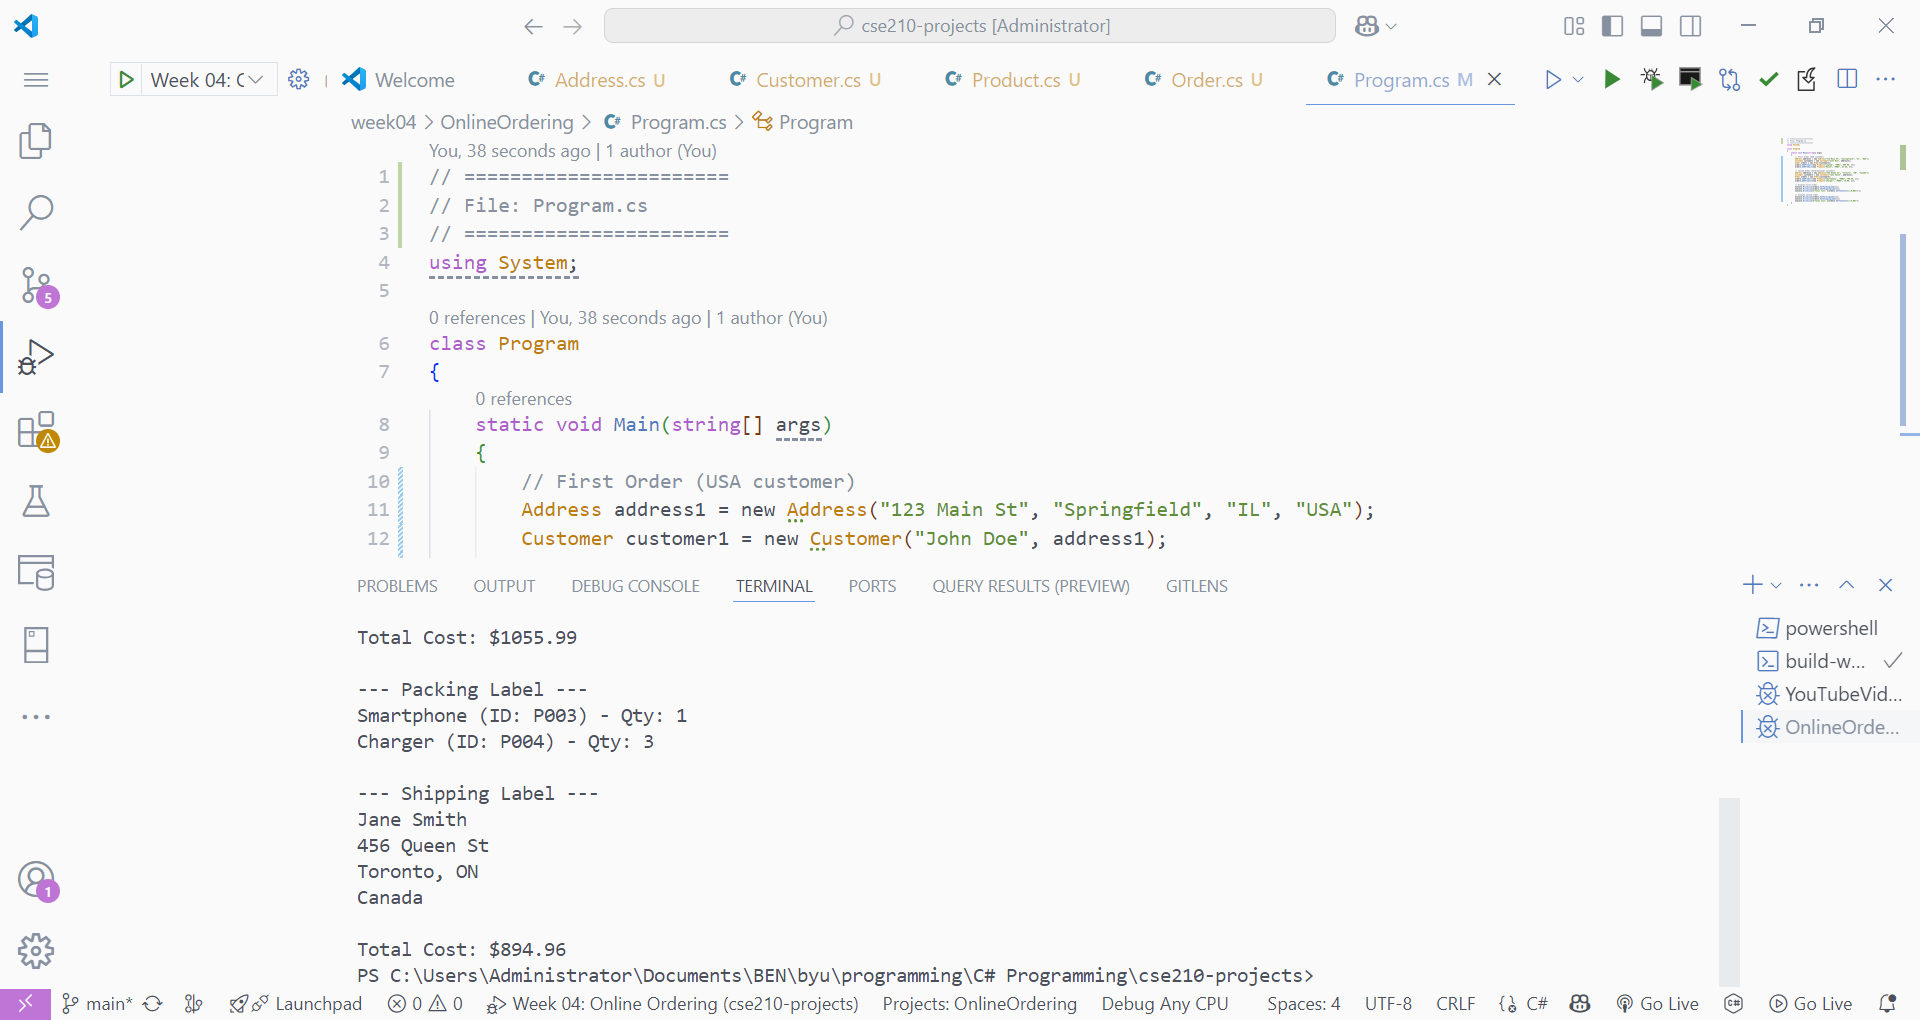 cse210-projects [Administrator]
Week 04: C
Welcome
Address.cs U
Customer.cs U
Product.cs U
Order.cs U
Program.cs M
week04 > OnlineOrdering > Program.cs > Program
You, 38 seconds ago | 1 author (You)
1 // =======================
2 // File: Program.cs
3 // =======================
4 using System;
5
0 references | You, 38 seconds ago | 1 author (You)
6 class Program
7 {
0 references
8 static void Main(string[] args)
9 {
10 // First Order (USA customer)
11 Address address1 = new Address("123 Main St", "Springfield", "IL", "USA");
12 Customer customer1 = new Customer("John Doe", address1);
PROBLEMS OUTPUT DEBUG CONSOLE TERMINAL PORTS QUERY RESULTS (PREVIEW) GITLENS
Total Cost: $1055.99
--- Packing Label ---
Smartphone (ID: P003) - Qty: 1
Charger (ID: P004) - Qty: 3
--- Shipping Label ---
Jane Smith
456 Queen St
Toronto, ON
Canada
Total Cost: $894.96
PS C:\Users\Administrator\Documents\BEN\byu\programming\C# Programming\cse210-projects>
powershell
build-w...
YouTubeVid...
OnlineOrde...
5
1
main* Launchpad 0 0 Week 04: Online Ordering (cse210-projects) Projects: OnlineOrdering Debug Any CPU Spaces: 4 UTF-8 CRLF C# Go Live Go Live